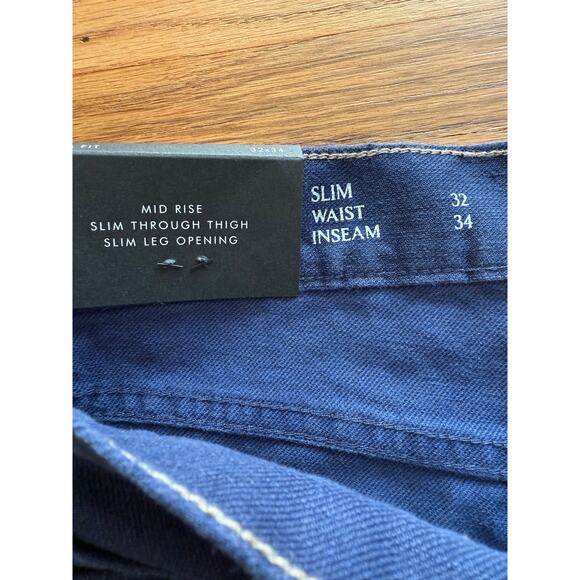 FIT 32x34
MID RISE
SLIM THROUGH THIGH
SLIM LEG OPENING
SLIM
WAIST 32
INSEAM 34